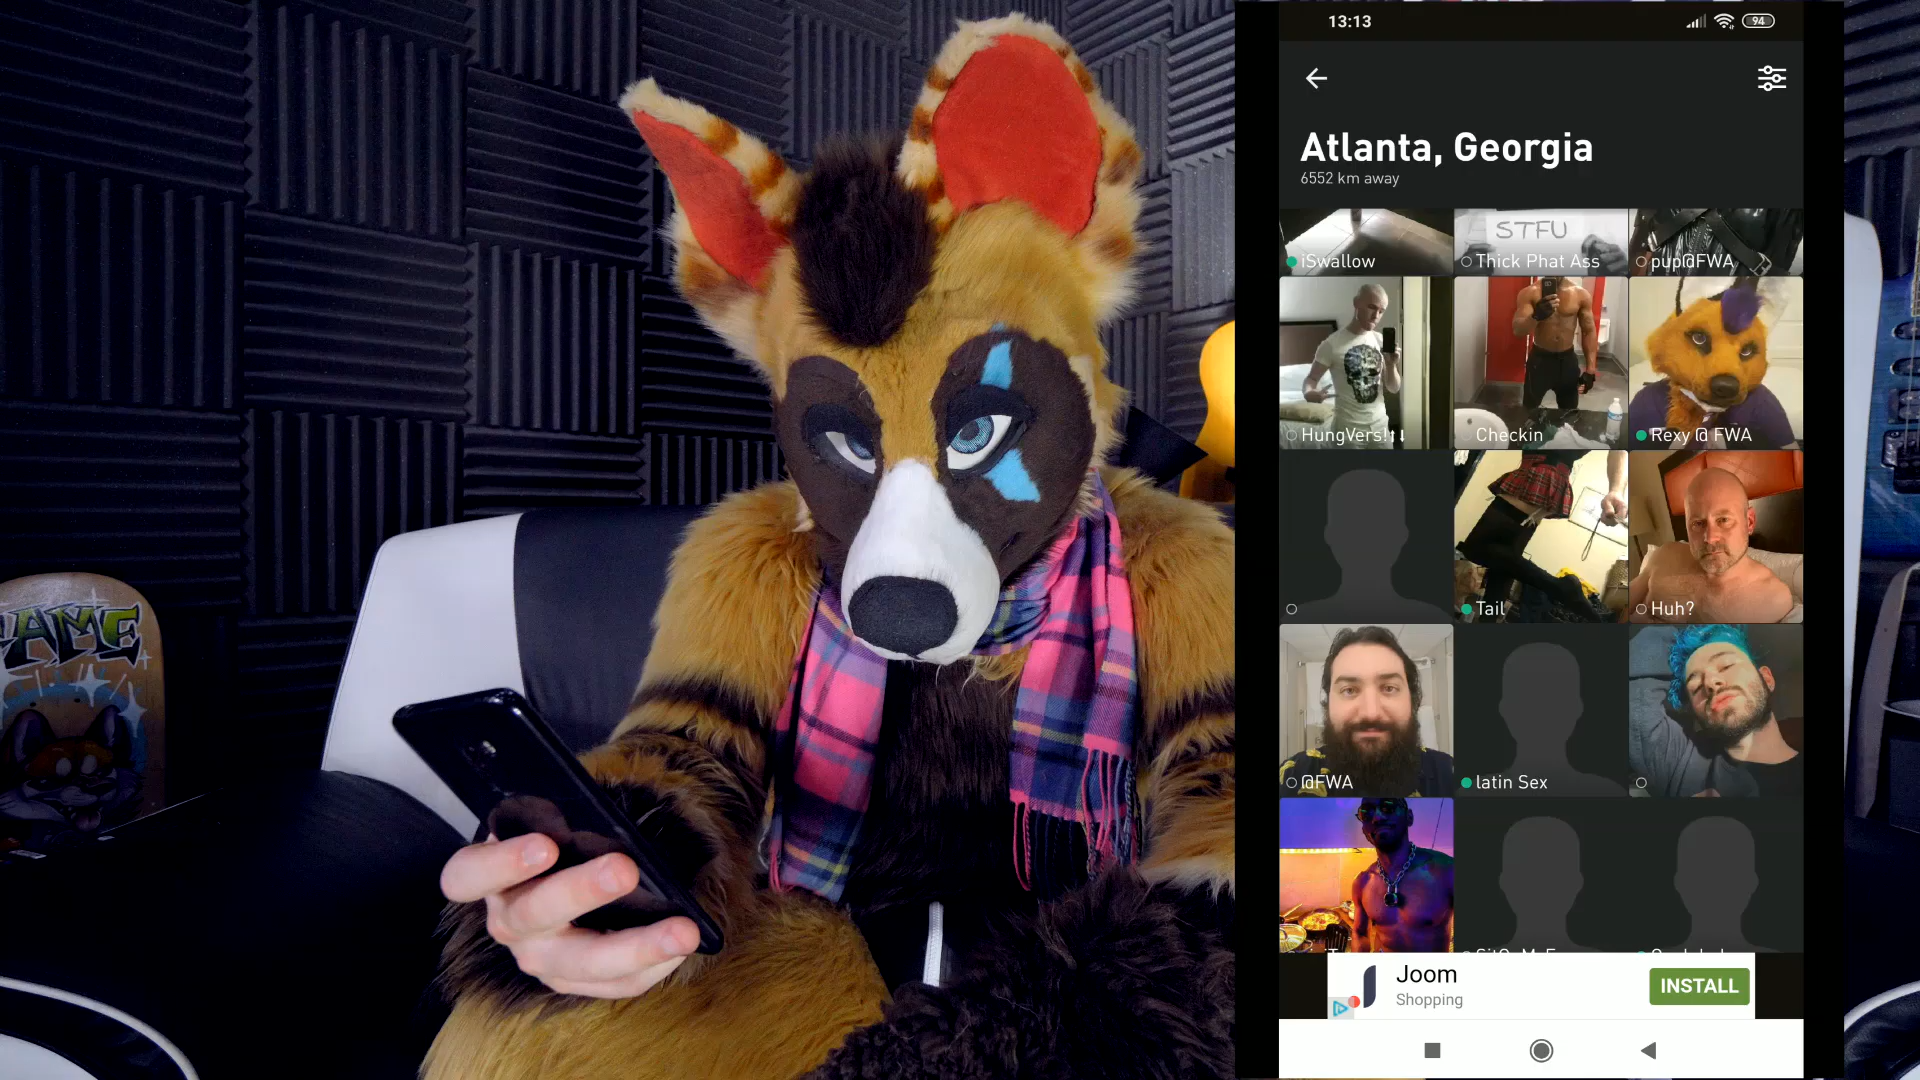 13:13
94
Atlanta, Georgia
6552 km away
STFU
iSwallow
Thick Phat Ass
pup@FWA
HungVers!⭥⭣
Checkin
Rexy @ FWA
Tail
Huh?
@FWA
latin Sex
Joom
Shopping
INSTALL